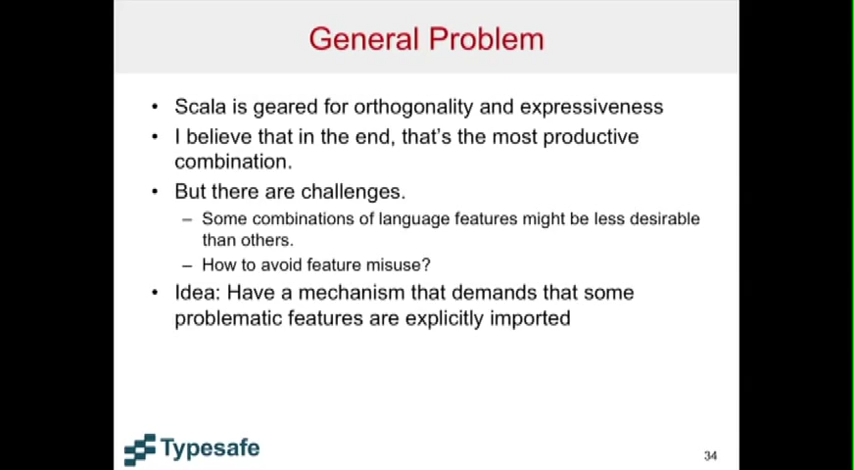 General Problem
• Scala is geared for orthogonality and expressiveness
• I believe that in the end, that's the most productive
combination.
• But there are challenges.
– Some combinations of language features might be less desirable
than others.
– How to avoid feature misuse?
• Idea: Have a mechanism that demands that some
problematic features are explicitly imported
Typesafe
34